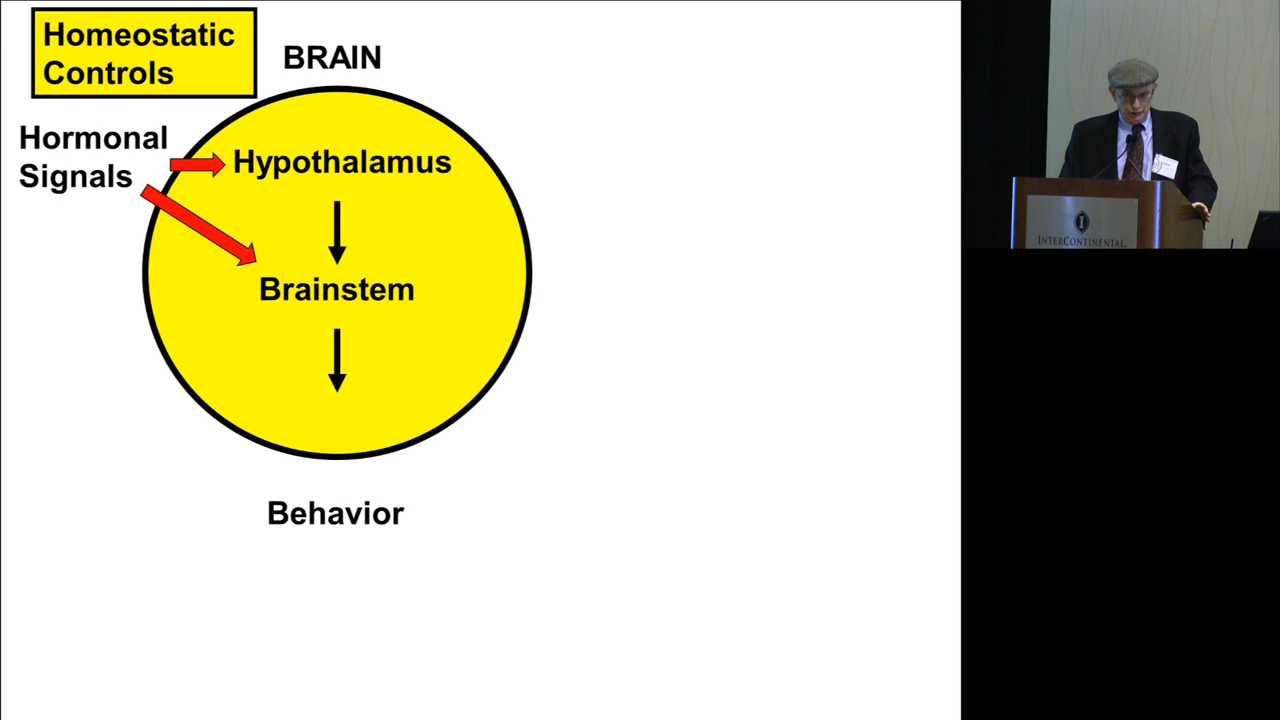 Homeostatic
Controls
BRAIN
Hormonal
Signals
Hypothalamus
Brainstem
Behavior
INTERCONTINENTAL